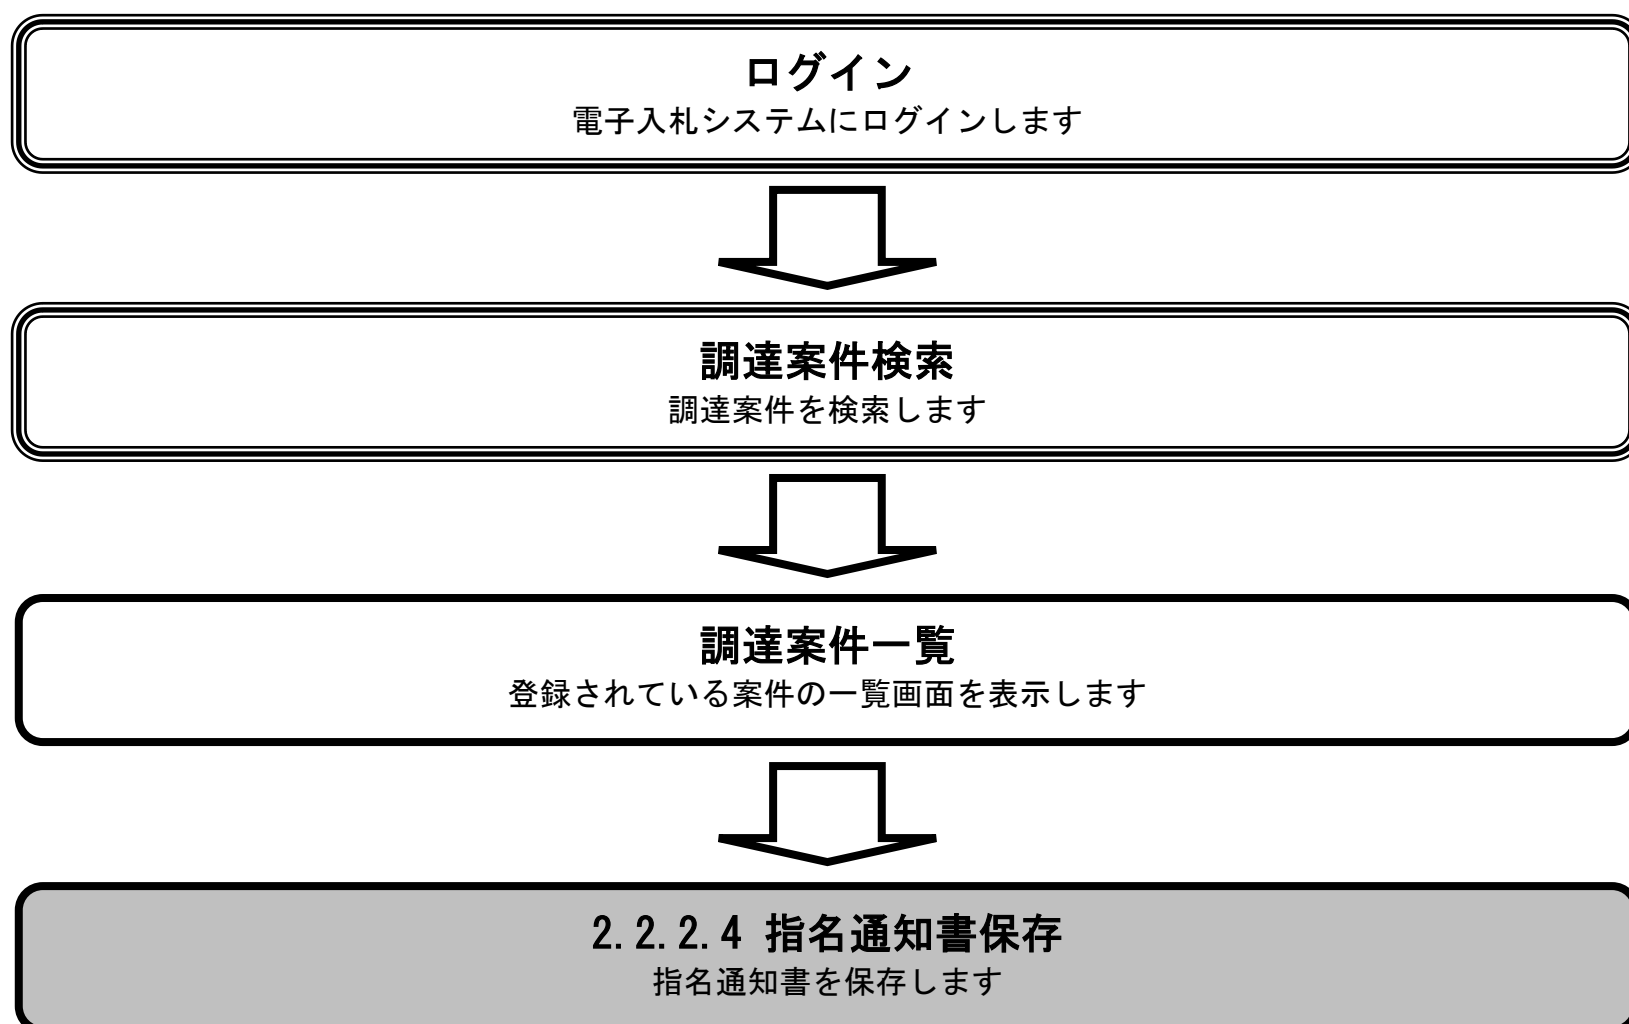 ログイン
電子入札システムにログインします
調達案件検索
調達案件を検索します
調達案件一覧
登録されている案件の一覧画面を表示します
2.2.2.4 指名通知書保存
指名通知書を保存します